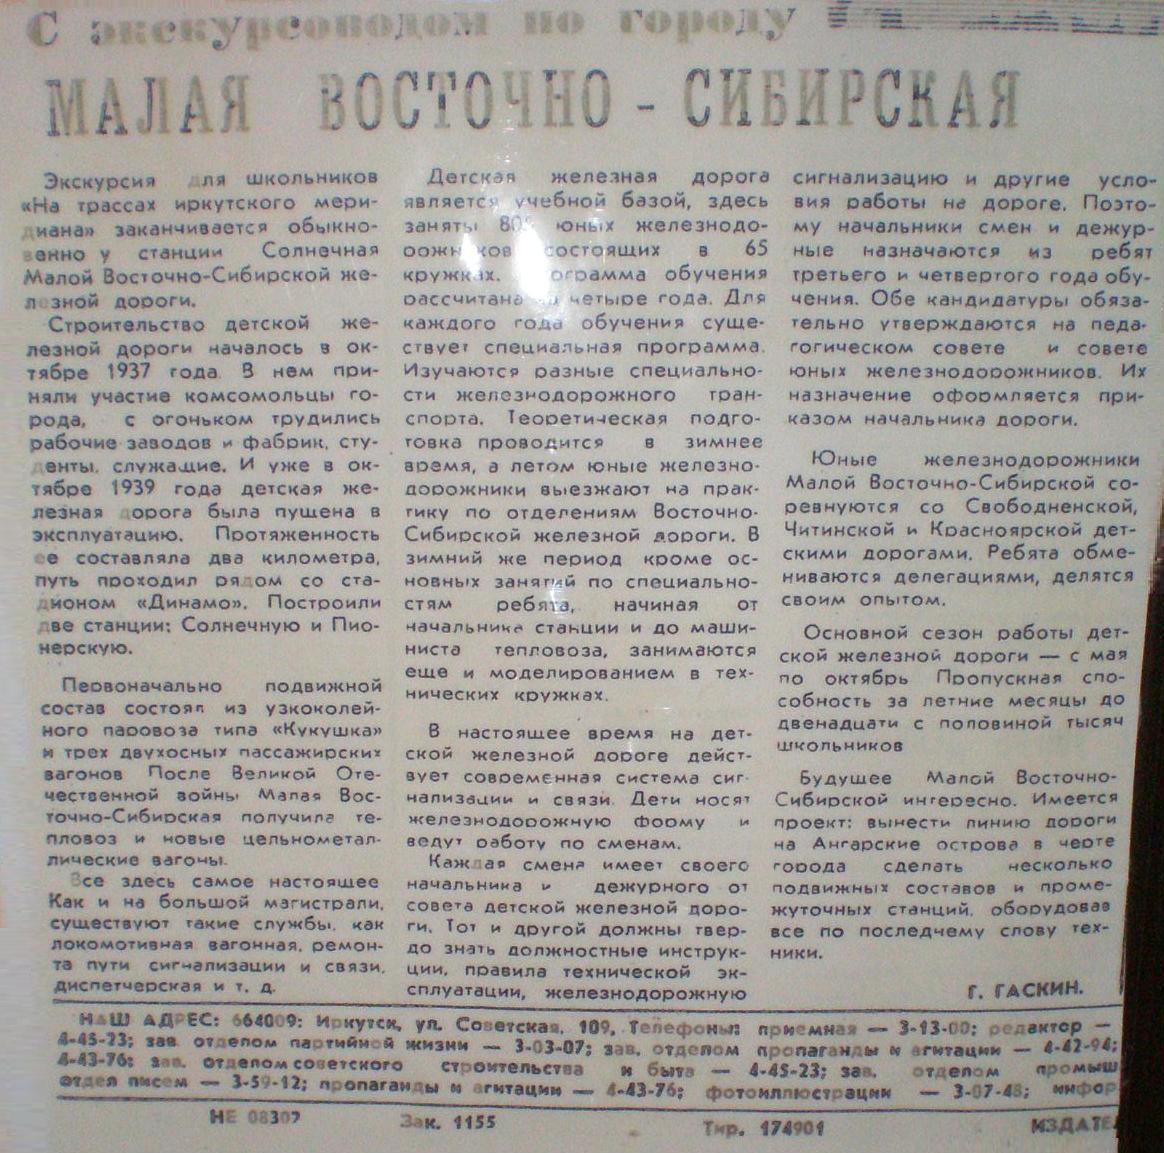 С экскурсоводом по городу
МАЛАЯ ВОСТОЧНО - СИБИРСКАЯ
Экскурсия для школьников
«На трассах иркутского мери-
диана» заканчивается обыкно-
венно у станции Солнечная
Малой Восточно-Сибирской же-
лезной дороги.
Строительство детской же-
лезной дороги началось в ок-
тябре 1937 года. В нем при-
няли участие комсомольцы го-
рода, с огоньком трудились
рабочие заводов и фабрик, сту-
денты, служащие. И уже в ок-
тябре 1939 года детская же-
лезная дорога была пущена в
эксплуатацию. Протяженность
ее составляла два километра,
путь проходил рядом со ста-
дионом «Динамо». Построили
две станции: Солнечную и Пио-
нерскую.
Первоначально подвижной
состав состоял из узкоколей-
ного паровоза типа «Кукушка»
и трех двухосных пассажирских
вагонов После Великой Оте-
чественной войны Малая Вос-
точно-Сибирская получила те-
пловоз и новые цельнометал-
лические вагоны.
Все здесь самое настоящее
Как и на большой магистрали,
существуют такие службы, как
локомотивная вагонная, ремон-
та пути сигнализации и связи,
диспетчерская и т. д.
Детская железная дорога
является учебной базой, здесь
заняты юных железнодо-
рожников состоящих в 65
кружках. Программа обучения
рассчитана на четыре года. Для
каждого года обучения суще-
ствует специальная программа.
Изучаются разные специально-
сти железнодорожного тран-
спорта. Теоретическая подго-
товка проводится в зимнее
время, а летом юные железно-
дорожники выезжают на прак-
тику по отделениям Восточно-
Сибирской железной дороги. В
зимний же период кроме ос-
новных занятий по специально-
стям ребята, начиная от
начальника станции и до маши-
ниста тепловоза, занимаются
еще и моделированием в тех-
нических кружках.
В настоящее время на дет-
ской железной дороге дейст-
вует современная система сиг-
нализации и связи. Дети носят
железнодорожную форму и
ведут работу по сменам.
Каждая смена имеет своего
начальника и дежурного от
совета детской железной доро-
ги. Тот и другой должны твер-
до знать должностные инструк-
ции, правила технической эк-
сплуатации, железнодорожную
сигнализацию и другие усло-
вия работы на дороге. Поэто-
му начальники смен и дежур-
ные назначаются из ребят
третьего и четвертого года обу-
чения. Обе кандидатуры обяза-
тельно утверждаются на педа-
гогическом совете и совете
юных железнодорожников. Их
назначение оформляется при-
казом начальника дороги.
Юные железнодорожники
Малой Восточно-Сибирской со-
ревнуются со Свободненской,
Читинской и Красноярской дет-
скими дорогами. Ребята обме-
ниваются делегациями, делятся
своим опытом.
Основной сезон работы дет-
ской железной дороги — с мая
по октябрь Пропускная спо-
собность за летние месяцы до
двенадцати с половиной тысяч
школьников
Будущее Малой Восточно-
Сибирской интересно. Имеется
проект: вынести линию дороги
на Ангарские острова в черте
города сделать несколько
подвижных составов и проме-
жуточных станций, оборудовав
все по последнему слову тех-
ники.
Г. ГАСКИН.
НАШ АДРЕС: 664009: Иркутск, ул. Советская, 109, Телефоны: приемная — 3-13-00; редактор —
4-45-23; зав. отделом партийной жизни — 3-03-07; зав. отделом пропаганды и агитации — 4-42-94;
4-43-76; зав. отделом советского строительства и быта — 4-45-23; зав. отделом промыш
отдел писем — 3-59-12; пропаганды и агитации — 4-43-76; фотоиллюстрации — 3-07-48; инфор
НЕ 08307 Зак. 1155 Тир. 174901 ИЗДАТЕ